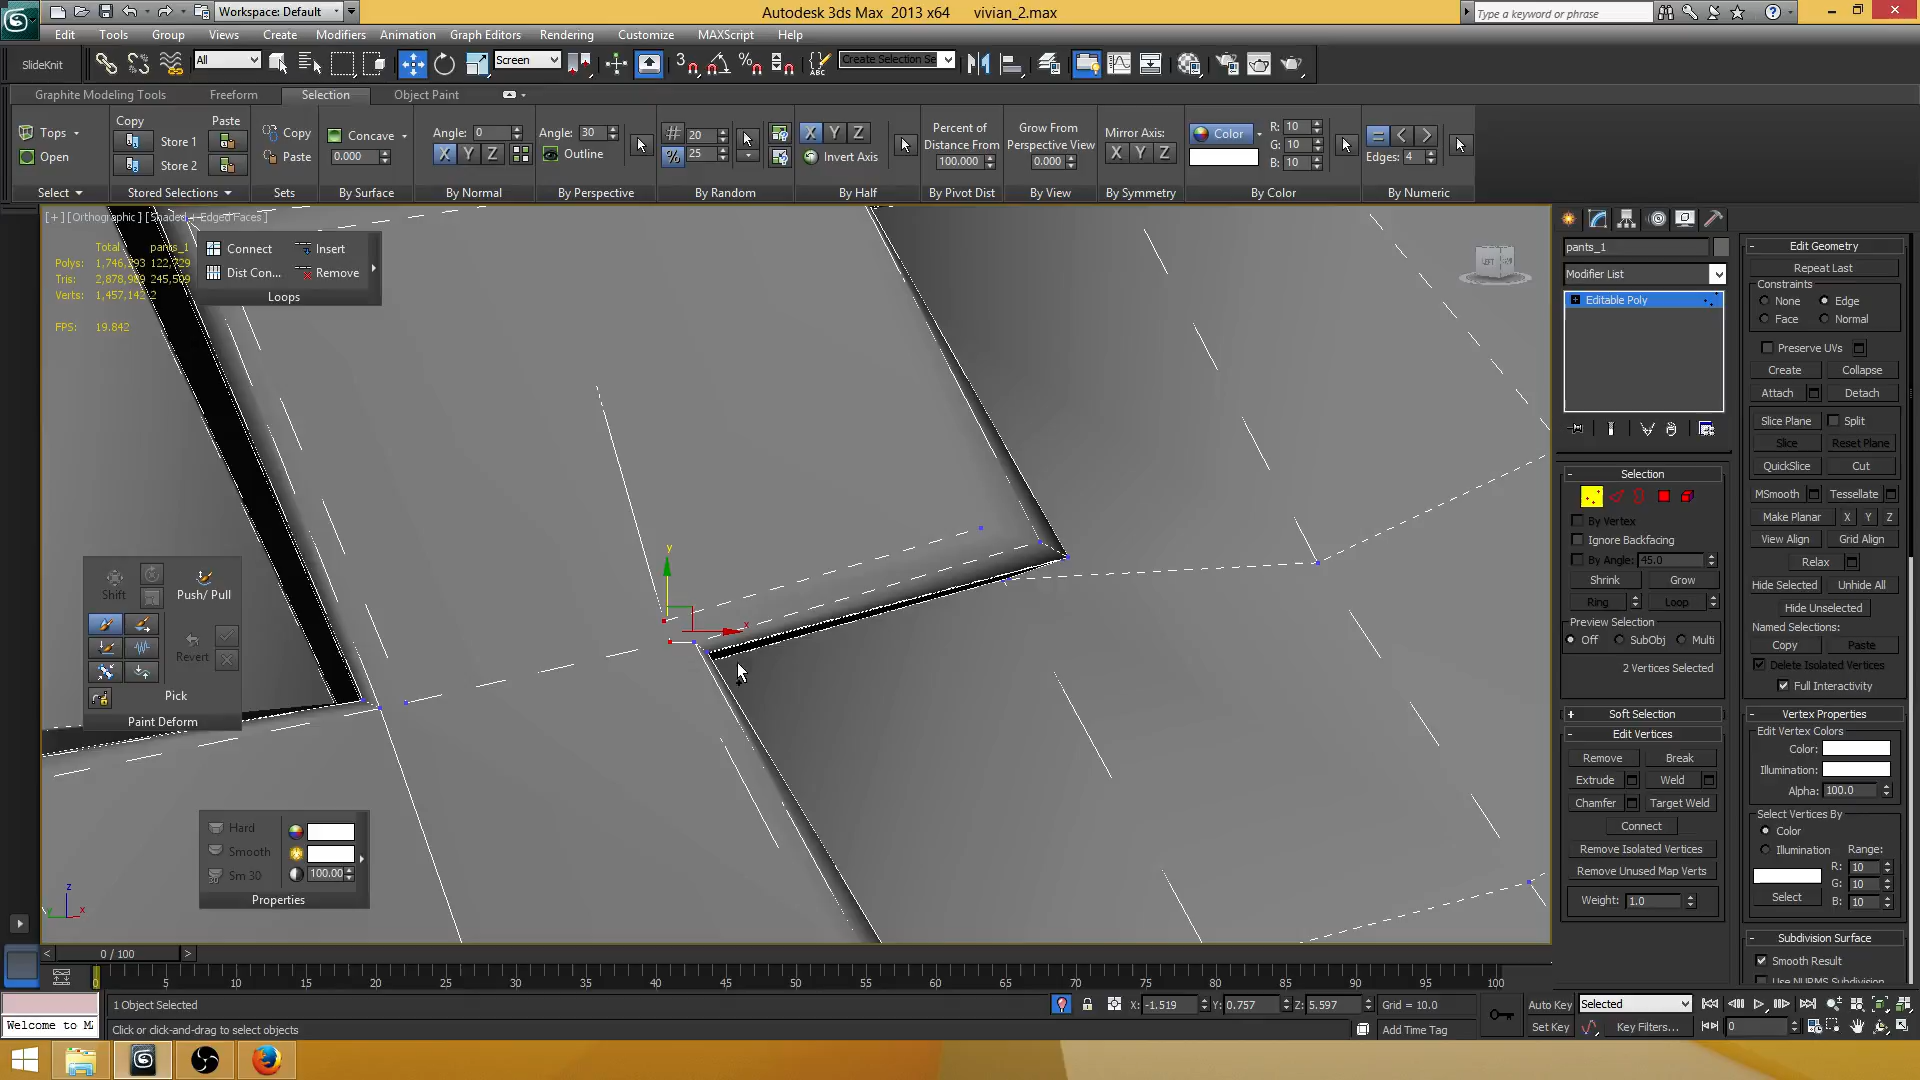 Workspace: Default
Autodesk 3ds Max 2013 x64 vivian_2.max
Type a keyword or phrase
Edit Tools Group Views Create Modifiers Animation Graph Editors Rendering Customize MAXScript Help
SlideKnit
All
Screen
Create Selection Se
Graphite Modeling Tools Freeform Selection Object Paint
Tops
Open
Select
Copy Paste
Store 1
Store 2
Stored Selections
Copy
Paste
Sets
Concave
0.000
By Surface
Angle: 0
X Y Z
By Normal
Angle: 30
Outline
By Perspective
20
25
By Random
X Y Z
Invert Axis
By Half
Percent of
Distance From
100.000
By Pivot Dist
Grow From
Perspective View
0.000
By View
Mirror Axis:
X Y Z
By Symmetry
Color
R: 10
G: 10
B: 10
By Color
Edges: 4
By Numeric
[+] [Orthographic] [Shaded + Edged Faces]
Total pants_1
Polys: 1,746,293 122,729
Tris: 2,878,989 245,509
Verts: 1,457,142 2
FPS: 19.842
Connect Insert
Dist Con... Remove
Loops
LEFT
Shift
Push/ Pull
Revert
Pick
Paint Deform
Hard
Smooth
Sm 30
100.00
Properties
y
x
z
x
y
pants_1
Modifier List
Editable Poly
Selection
By Vertex
Ignore Backfacing
By Angle: 45.0
Shrink Grow
Ring Loop
Preview Selection
Off SubObj Multi
2 Vertices Selected
Soft Selection
Edit Vertices
Remove Break
Extrude Weld
Chamfer Target Weld
Connect
Remove Isolated Vertices
Remove Unused Map Verts
Weight: 1.0
Edit Geometry
Repeat Last
Constraints
None Edge
Face Normal
Preserve UVs
Create Collapse
Attach Detach
Slice Plane Split
Slice Reset Plane
QuickSlice Cut
MSmooth Tessellate
Make Planar X Y Z
View Align Grid Align
Relax
Hide Selected Unhide All
Hide Unselected
Named Selections:
Copy Paste
Delete Isolated Vertices
Full Interactivity
Vertex Properties
Edit Vertex Colors
Color:
Illumination:
Alpha: 100.0
Select Vertices By
Color
Illumination Range:
R: 10
G: 10
B: 10
Select
Subdivision Surface
Smooth Result
Use NURMS Subdivision
0 / 100
0 5 10 15 20 25 30 35 40 45 50 55 60 65 70 75 80 85 90 95 100
1 Object Selected
X: -1.519 Y: 0.757 Z: 5.597 Grid = 10.0
Auto Key Selected
Welcome to M
Click or click-and-drag to select objects
Add Time Tag
Set Key Key Filters...
0